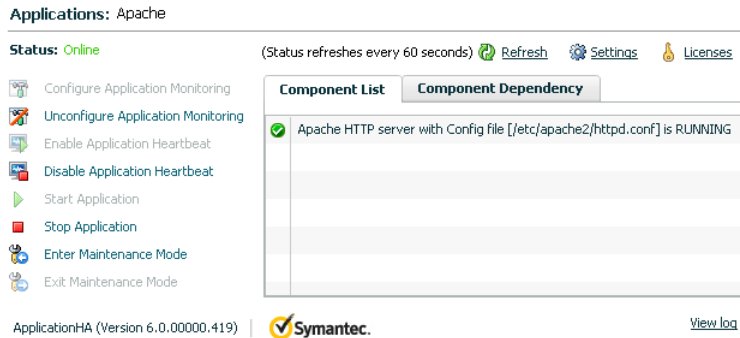 Applications: Apache
Status: Online
(Status refreshes every 60 seconds) Refresh Settings Licenses
Configure Application Monitoring
Unconfigure Application Monitoring
Enable Application Heartbeat
Disable Application Heartbeat
Start Application
Stop Application
Enter Maintenance Mode
Exit Maintenance Mode
Component List Component Dependency
Apache HTTP server with Config file [/etc/apache2/httpd.conf] is RUNNING
ApplicationHA (Version 6.0.00000.419) Symantec. View log